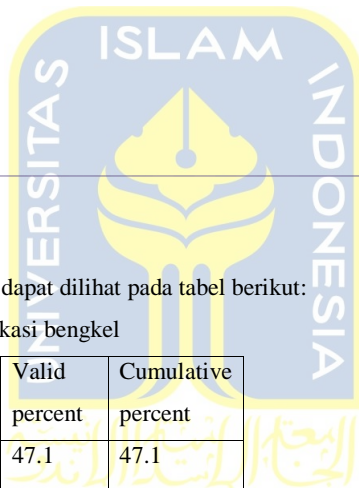 ISLAM
UNIVERSITAS
INDONESIA
dapat dilihat pada tabel berikut:
kasi bengkel
Valid percent
Cumulative percent
47.1
47.1